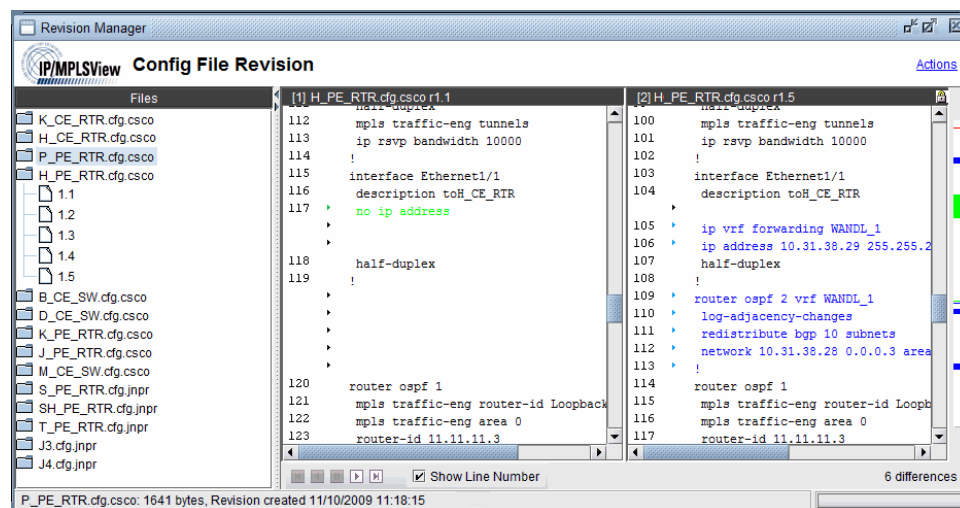 Revision Manager
IP/MPLSView Config File Revision
Actions
Files
K_CE_RTR.cfg.csco
H_CE_RTR.cfg.csco
P_PE_RTR.cfg.csco
H_PE_RTR.cfg.csco
1.1
1.2
1.3
1.4
1.5
B_CE_SW.cfg.csco
D_CE_SW.cfg.csco
K_PE_RTR.cfg.csco
J_PE_RTR.cfg.csco
M_CE_SW.cfg.csco
S_PE_RTR.cfg.jnpr
SH_PE_RTR.cfg.jnpr
T_PE_RTR.cfg.jnpr
J3.cfg.jnpr
J4.cfg.jnpr
[1] H_PE_RTR.cfg.csco r1.1
half-duplex
112 mpls traffic-eng tunnels
113 ip rsvp bandwidth 10000
114 !
115 interface Ethernet1/1
116 description toH_CE_RTR
117 no ip address
118 half-duplex
119 !
120 router ospf 1
121 mpls traffic-eng router-id Loopback
122 mpls traffic-eng area 0
123 router-id 11.11.11.3
[2] H_PE_RTR.cfg.csco r1.5
half-duplex
100 mpls traffic-eng tunnels
101 ip rsvp bandwidth 10000
102 !
103 interface Ethernet1/1
104 description toH_CE_RTR
105 ip vrf forwarding WANDL_1
106 ip address 10.31.38.29 255.255.2
107 half-duplex
108 !
109 router ospf 2 vrf WANDL_1
110 log-adjacency-changes
111 redistribute bgp 10 subnets
112 network 10.31.38.28 0.0.0.3 area
113 !
114 router ospf 1
115 mpls traffic-eng router-id Loopb
116 mpls traffic-eng area 0
117 router-id 11.11.11.3
Show Line Number
6 differences
P_PE_RTR.cfg.csco: 1641 bytes, Revision created 11/10/2009 11:18:15